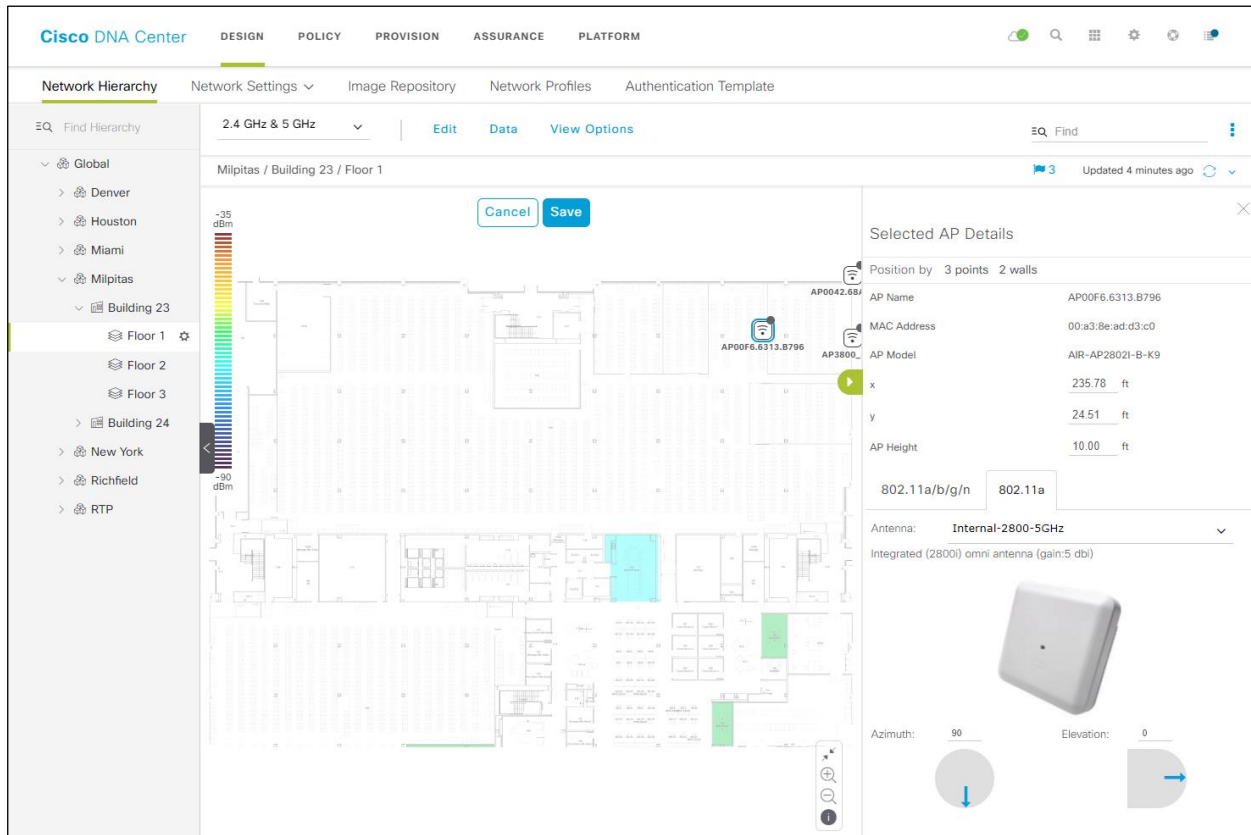 Cisco DNA Center DESIGN POLICY PROVISION ASSURANCE PLATFORM
Network Hierarchy Network Settings Image Repository Network Profiles Authentication Template
Find Hierarchy
2.4 GHz & 5 GHz Edit Data View Options Find
Global
Denver
Houston
Miami
Milpitas
Building 23
Floor 1
Floor 2
Floor 3
Building 24
New York
Richfield
RTP
Milpitas / Building 23 / Floor 1 3 Updated 4 minutes ago
Cancel Save
-35
dBm
-90
dBm
AP0042.68
AP00F6.6313.B796
AP3800_
Selected AP Details
Position by 3 points 2 walls
AP Name AP00F6.6313.B796
MAC Address 00:a3:8e:ad:d3:c0
AP Model AIR-AP2802I-B-K9
x 235.78 ft
y 24.51 ft
AP Height 10.00 ft
802.11a/b/g/n 802.11a
Antenna: Internal-2800-5GHz
Integrated (2800i) omni antenna (gain:5 dbi)
Azimuth: 90 Elevation: 0